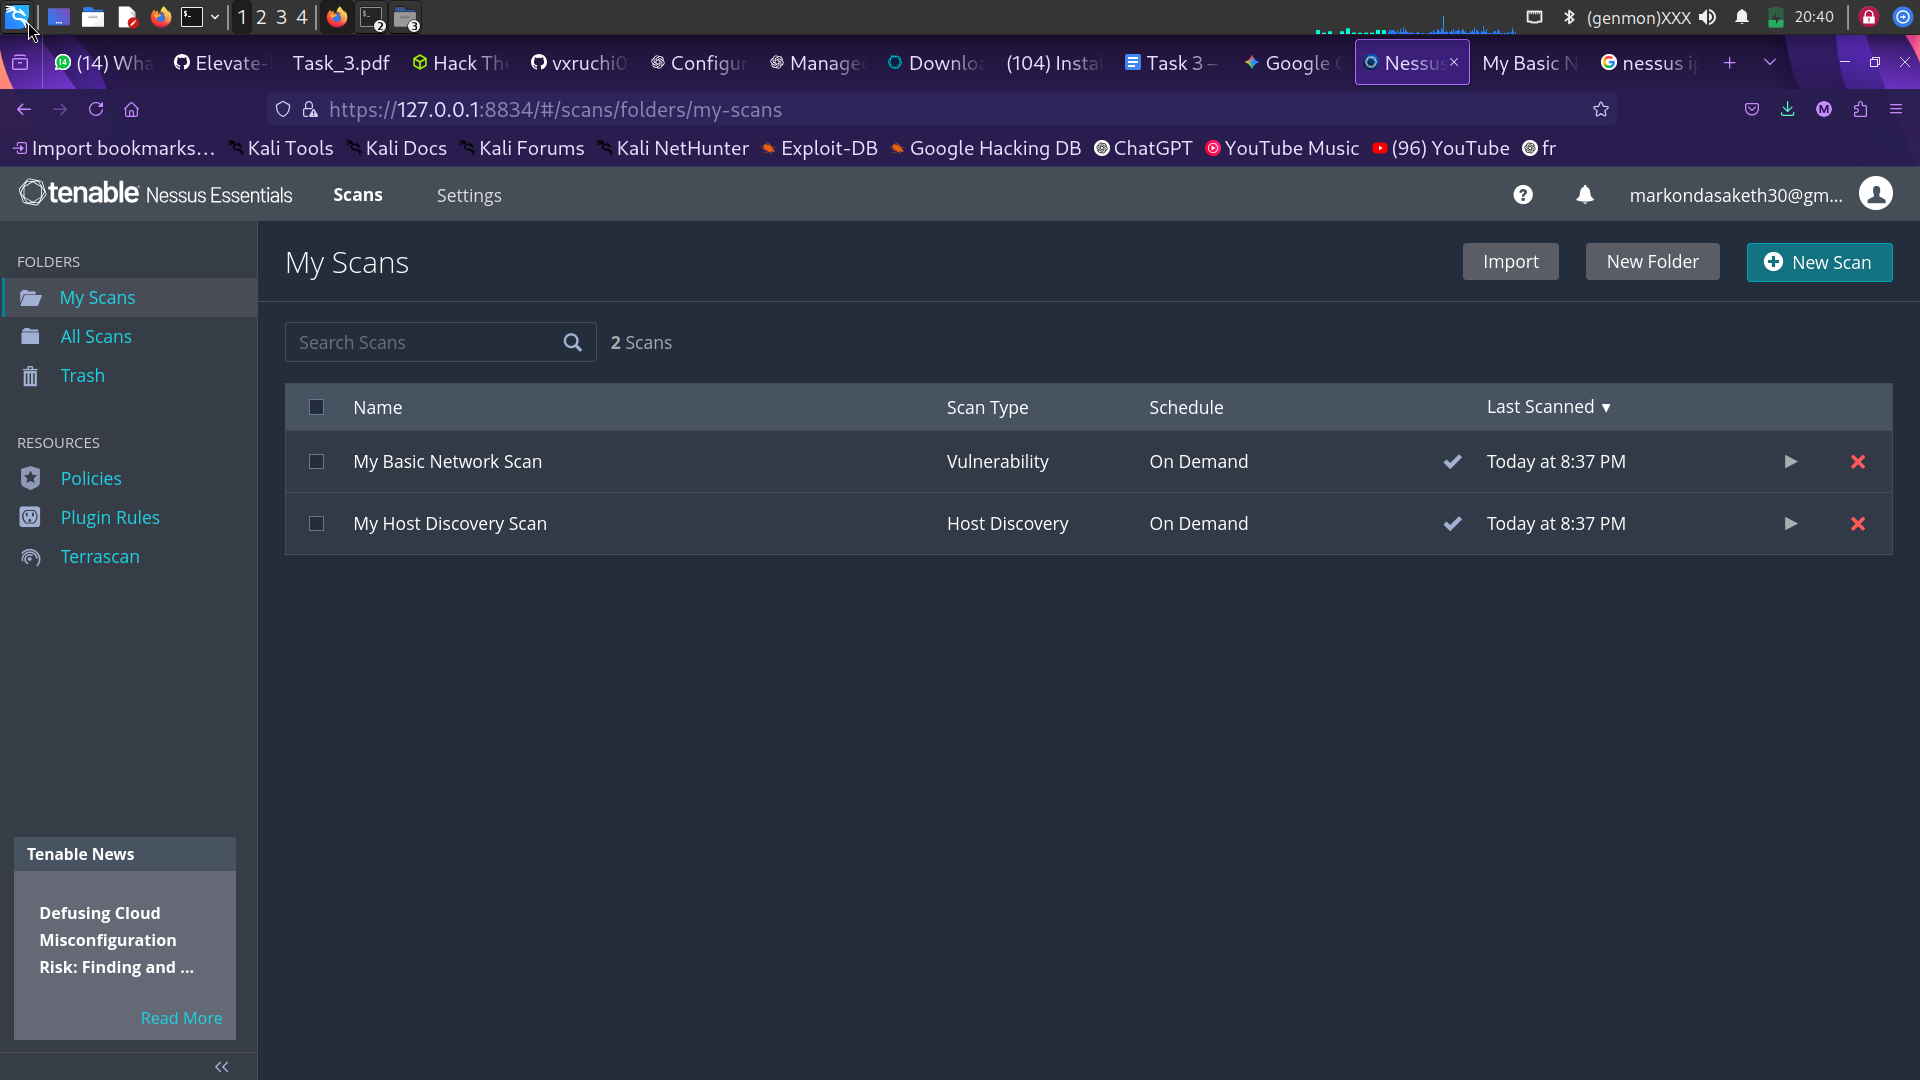 1 2 3 4 2 3 (genmon)XXX 20:40
14 (14) Wha Elevate- Task_3.pdf Hack The vxruchi0 Configur Manage Downlo (104) Insta Task 3 – Google Nessus My Basic N nessus ip
https://127.0.0.1:8834/#/scans/folders/my-scans M
Import bookmarks... Kali Tools Kali Docs Kali Forums Kali NetHunter Exploit-DB Google Hacking DB ChatGPT YouTube Music (96) YouTube fr
tenable Nessus Essentials Scans Settings ? markondasaketh30@gm...
FOLDERS
My Scans
All Scans
Trash
RESOURCES
Policies
Plugin Rules
Terrascan
Tenable News
Defusing Cloud
Misconfiguration
Risk: Finding and ...
Read More
My Scans Import New Folder New Scan
Search Scans 2 Scans
Name Scan Type Schedule Last Scanned ▼
My Basic Network Scan Vulnerability On Demand Today at 8:37 PM
My Host Discovery Scan Host Discovery On Demand Today at 8:37 PM